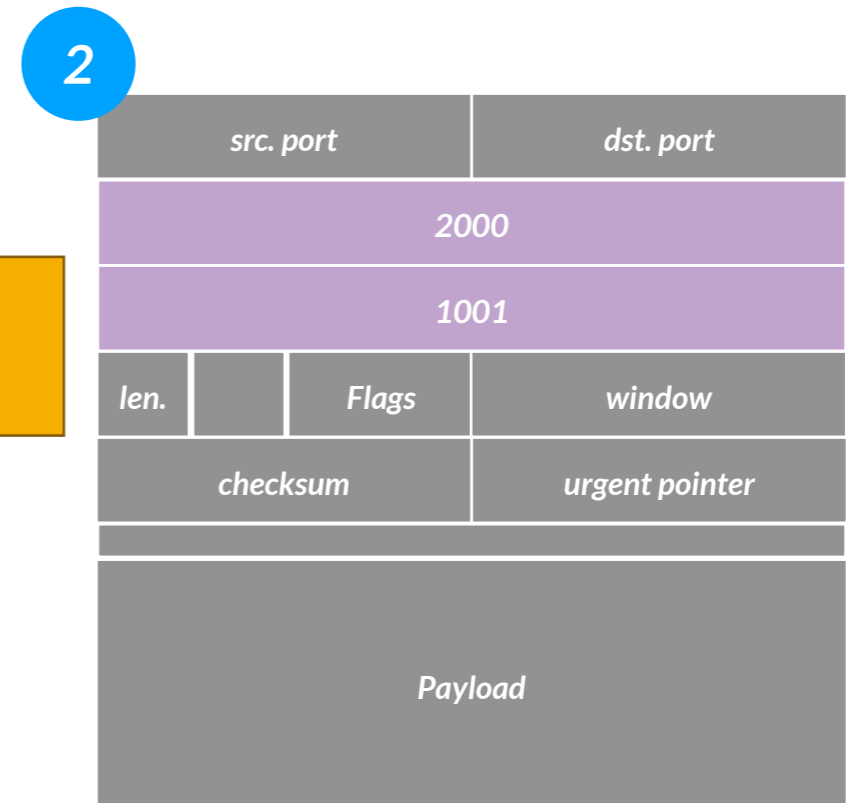 2
src. port dst. port
2000
1001
len. Flags window
checksum urgent pointer
Payload